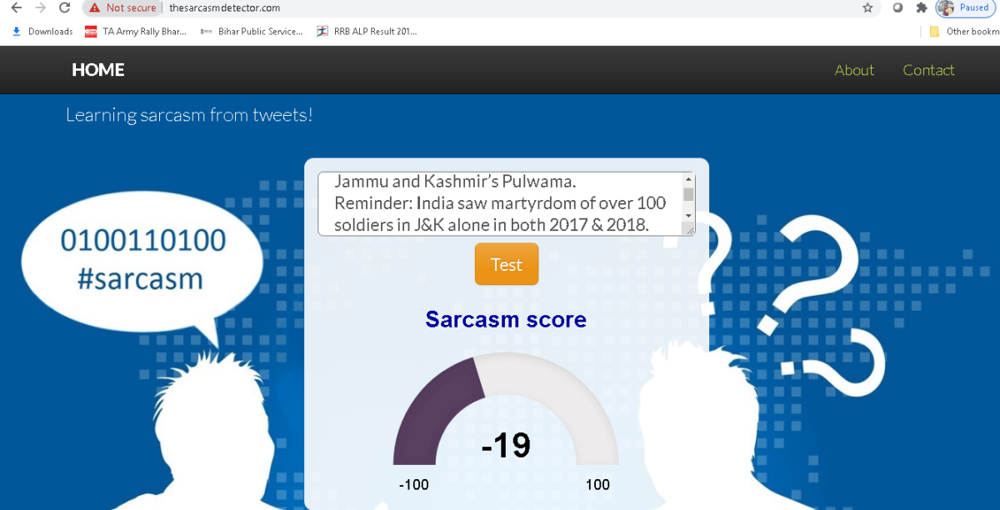 Not secure thesarcasmdetector.com Paused
Downloads TA Army Rally Bhar... Bihar Public Service... RRB ALP Result 201... Other bookm
HOME About Contact
Learning sarcasm from tweets!
Jammu and Kashmir's Pulwama.
Reminder: India saw martyrdom of over 100
soldiers in J&K alone in both 2017 & 2018.
0100110100
#sarcasm
Test
? ? ?
Sarcasm score
-19
-100 100